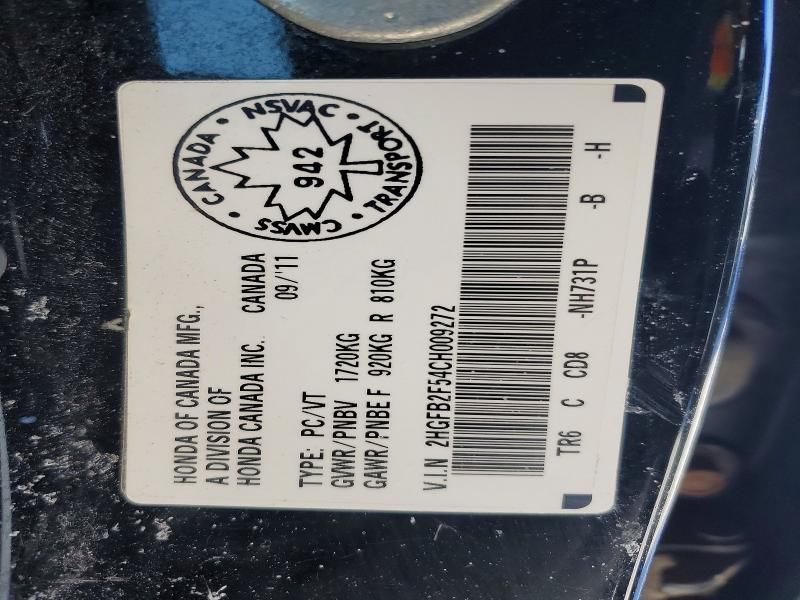 HONDA OF CANADA MFG.,
A DIVISION OF
HONDA CANADA INC. CANADA
09/'11
TYPE: PC/VT
GVWR/PNBV 1720KG
GAWR/PNBE F 920KG R 810KG
V.I.N 2HGFB2F54CH009272
TR6 C CD8 -NH731P -B -H
CANADA • NSVAC • TRANSPORT • CMVSS •
942